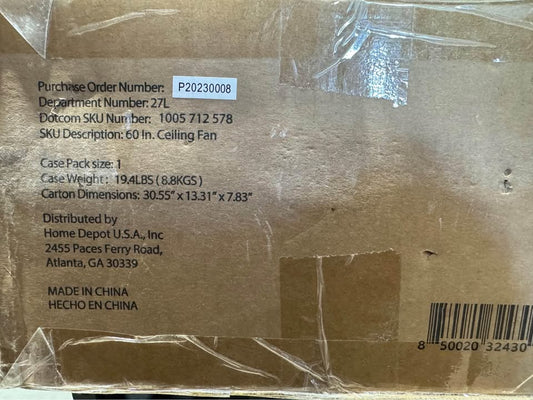 Purchase Order Number: P20230008
Department Number: 27L
Dotcom SKU Number: 1005 712 578
SKU Description: 60 In. Ceiling Fan
Case Pack size: 1
Case Weight : 19.4LBS ( 8.8KGS )
Carton Dimensions: 30.55” x 13.31” x 7.83”
Distributed by
Home Depot U.S.A., Inc
2455 Paces Ferry Road,
Atlanta, GA 30339
MADE IN CHINA
HECHO EN CHINA
8 50020 32430